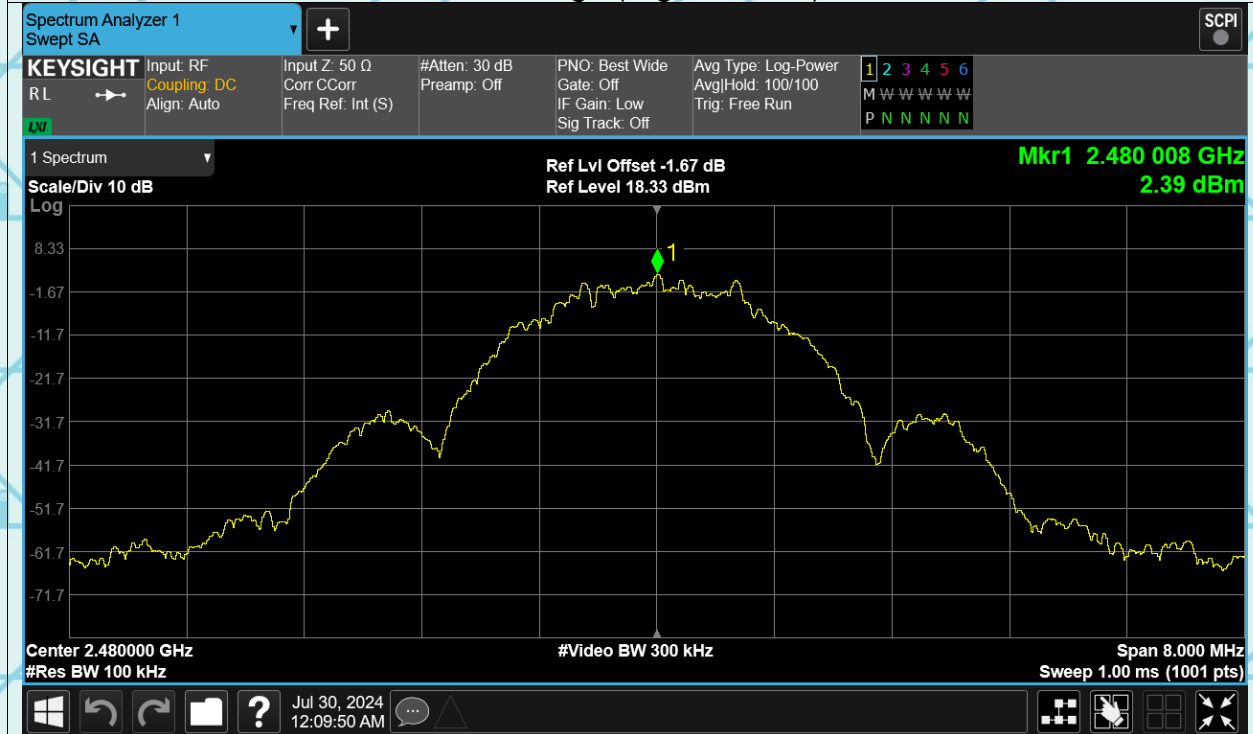 Spectrum Analyzer 1
Swept SA
+
SCPI
KEYSIGHT
R L
LXI
Input: RF
Coupling: DC
Align: Auto
Input Z: 50 Ω
Corr CCorr
Freq Ref: Int (S)
#Atten: 30 dB
Preamp: Off
PNO: Best Wide
Gate: Off
IF Gain: Low
Sig Track: Off
Avg Type: Log-Power
Avg|Hold: 100/100
Trig: Free Run
1 2 3 4 5 6
M W W W W W
P N N N N N
1 Spectrum
Scale/Div 10 dB
Log
Ref Lvl Offset -1.67 dB
Ref Level 18.33 dBm
Mkr1 2.480 008 GHz
2.39 dBm
1
8.33
-1.67
-11.7
-21.7
-31.7
-41.7
-51.7
-61.7
-71.7
Center 2.480000 GHz
#Res BW 100 kHz
#Video BW 300 kHz
Span 8.000 MHz
Sweep 1.00 ms (1001 pts)
?
Jul 30, 2024
12:09:50 AM